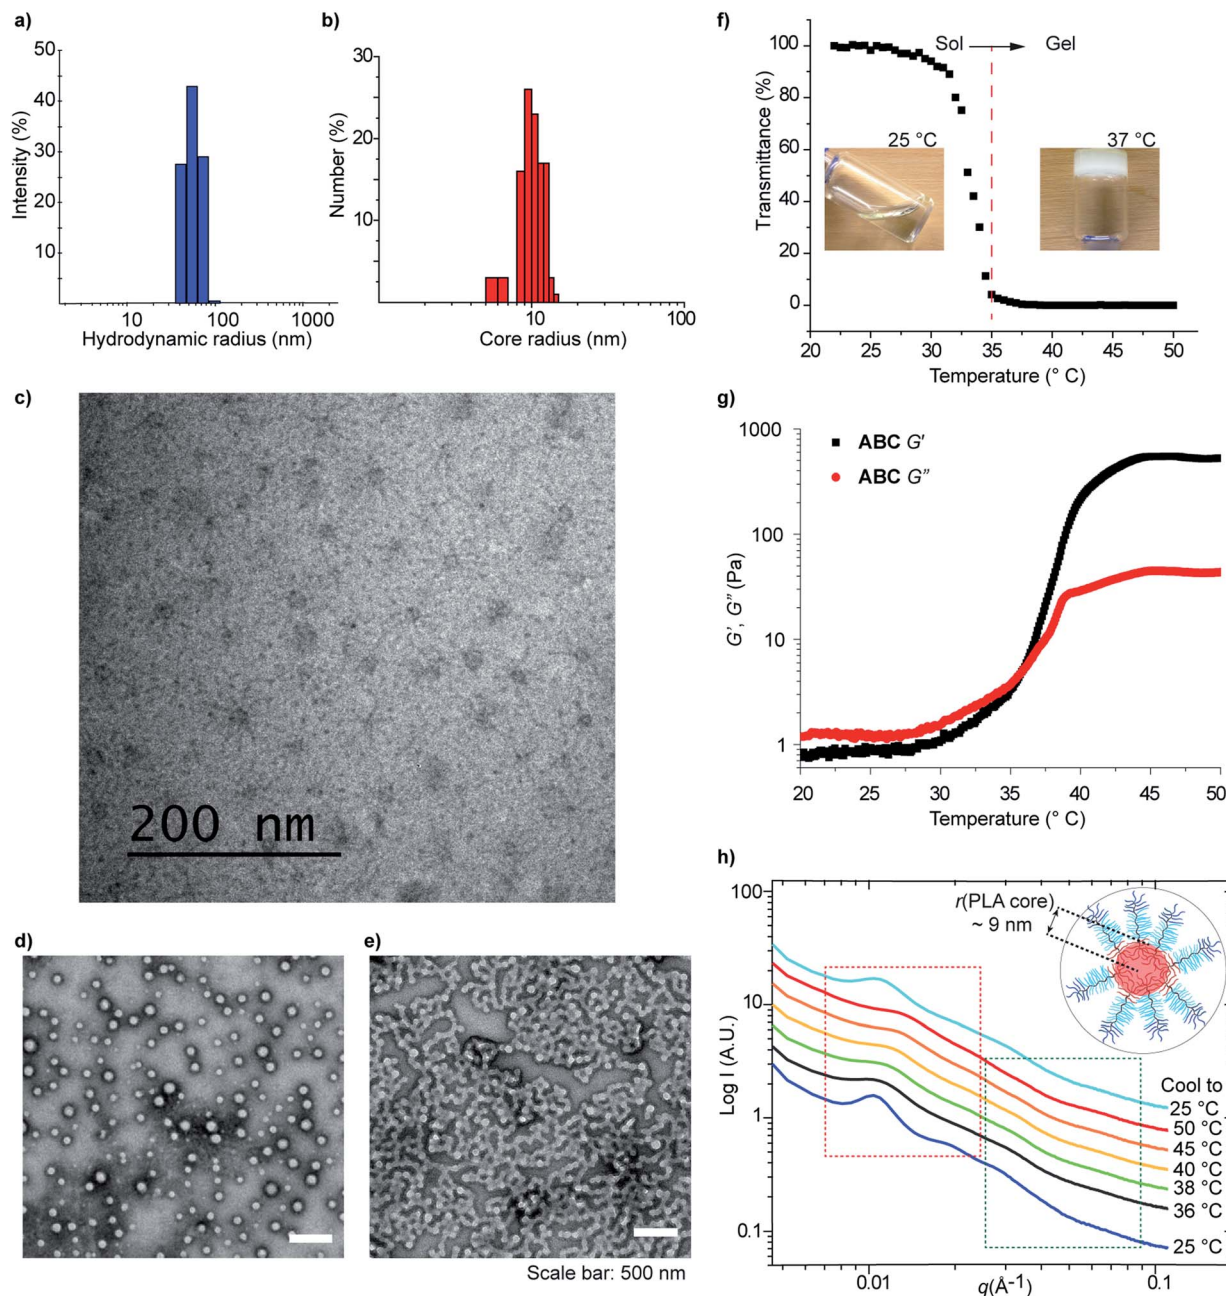 a)
50
40
30
20
10
Intensity (%)
10 100 1000
Hydrodynamic radius (nm)
b)
30
20
10
Number (%)
10 100
Core radius (nm)
c)
200 nm
d)
e)
Scale bar: 500 nm
f)
100
80
60
40
20
0
Transmittance (%)
Sol Gel
25 °C
37 °C
20 25 30 35 40 45 50
Temperature (° C)
g)
1000
100
10
1
G', G" (Pa)
ABC G'
ABC G"
20 25 30 35 40 45 50
Temperature (° C)
h)
100
10
1.0
0.1
Log I (A.U.)
r(PLA core)
~ 9 nm
Cool to
25 °C
50 °C
45 °C
40 °C
38 °C
36 °C
25 °C
0.01 0.1
q(Å-1)